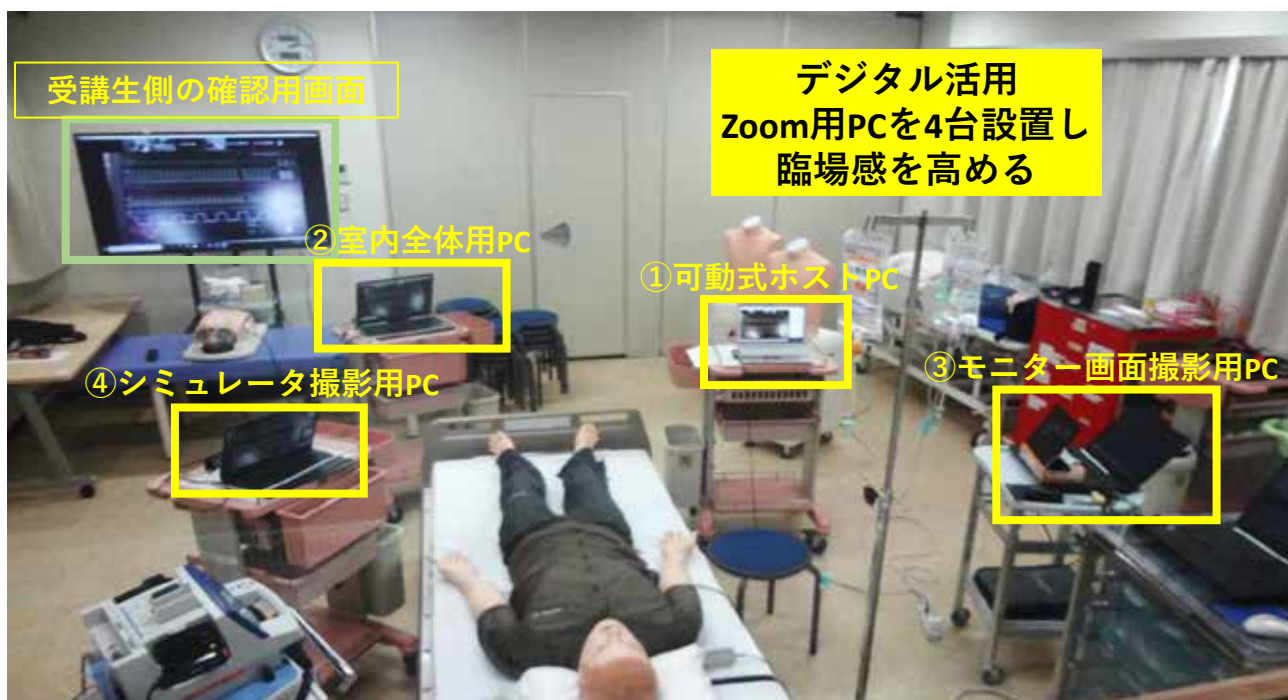 受講生側の確認用画面
デジタル活用
Zoom用PCを4台設置し
臨場感を高める
②室内全体用PC
①可動式ホストPC
④シミュレータ撮影用PC
③モニター画面撮影用PC